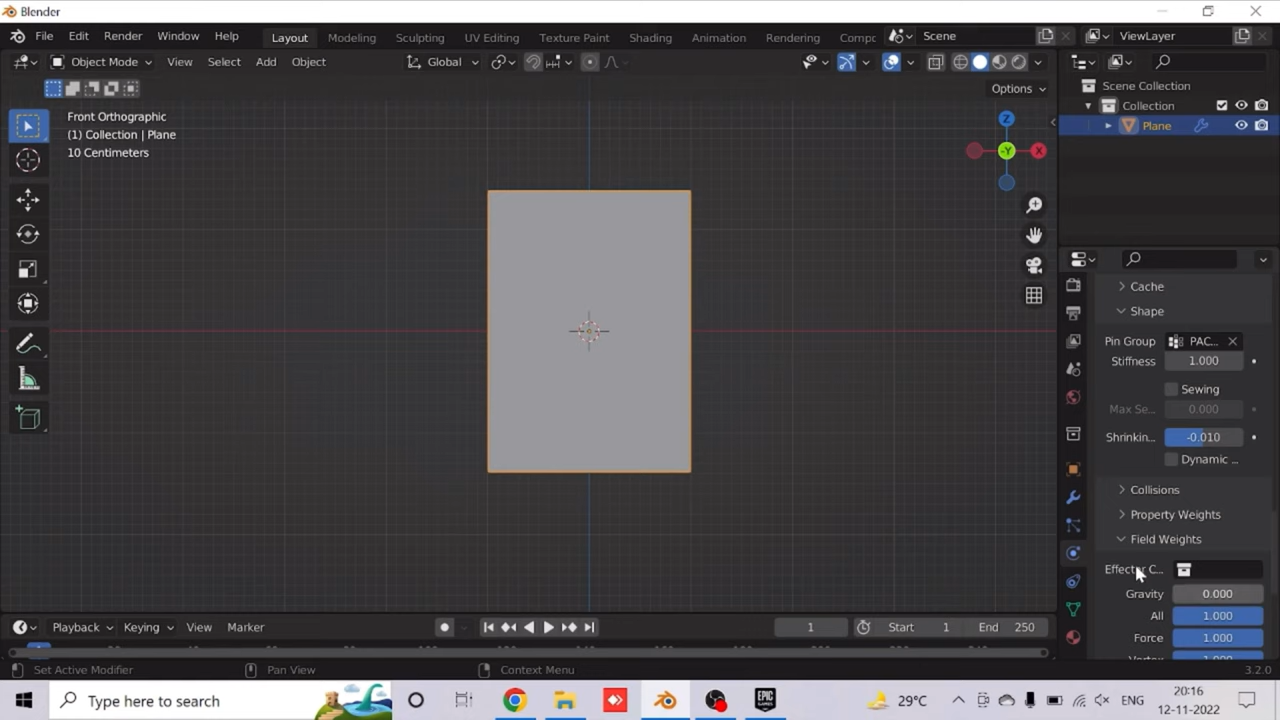 Blender
File Edit Render Window Help
Layout Modeling Sculpting UV Editing Texture Paint Shading Animation Rendering Compc
Scene
ViewLayer
Object Mode View Select Add Object
Global
Options
Front Orthographic
(1) Collection | Plane
10 Centimeters
Z
-Y
X
Scene Collection
Collection
Plane
Cache
Shape
Pin Group PAC...
Stiffness 1.000
Sewing
Max Se... 0.000
Shrinkin... -0.010
Dynamic ...
Collisions
Property Weights
Field Weights
Effector C...
Gravity 0.000
All 1.000
Force 1.000
Playback Keying View Marker
1
Start 1
End 250
Set Active Modifier
Pan View
Context Menu
3.2.0
Type here to search
29°C
ENG
20:16
12-11-2022